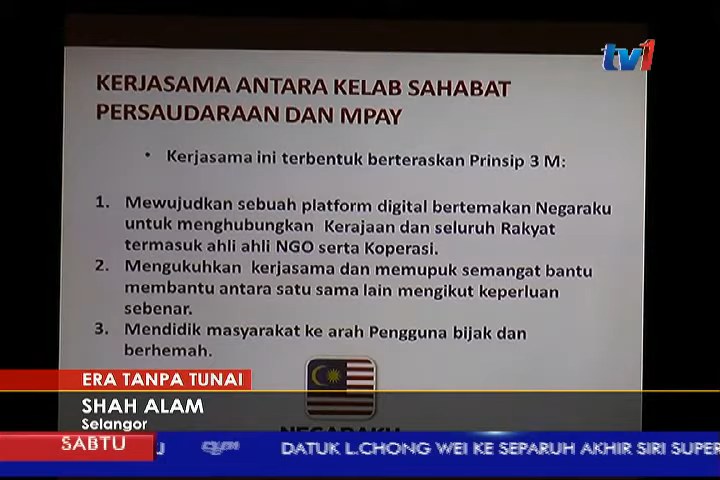 tv1
KERJASAMA ANTARA KELAB SAHABAT
PERSAUDARAAN DAN MPAY
• Kerjasama ini terbentuk berteraskan Prinsip 3 M:
1. Mewujudkan sebuah platform digital bertemakan Negaraku
untuk menghubungkan Kerajaan dan seluruh Rakyat
termasuk ahli ahli NGO serta Koperasi.
2. Mengukuhkan kerjasama dan memupuk semangat bantu
membantu antara satu sama lain mengikut keperluan
sebenar.
3. Mendidik masyarakat ke arah Pengguna bijak dan
berhemah.
NEGARAKU
ERA TANPA TUNAI
SHAH ALAM
Selangor
SABTU
DATUK L.CHONG WEI KE SEPARUH AKHIR SIRI SUPER